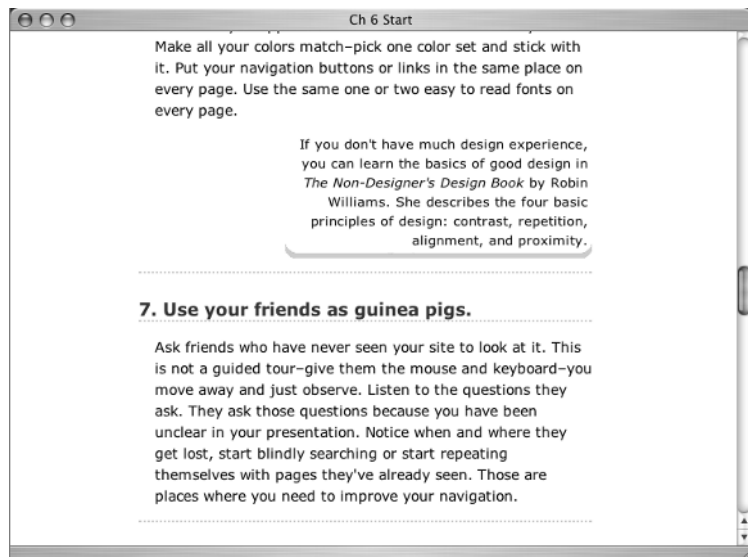 Ch 6 Start
Make all your colors match–pick one color set and stick with
it. Put your navigation buttons or links in the same place on
every page. Use the same one or two easy to read fonts on
every page.
If you don't have much design experience,
you can learn the basics of good design in
The Non-Designer's Design Book by Robin
Williams. She describes the four basic
principles of design: contrast, repetition,
alignment, and proximity.
7. Use your friends as guinea pigs.
Ask friends who have never seen your site to look at it. This
is not a guided tour–give them the mouse and keyboard–you
move away and just observe. Listen to the questions they
ask. They ask those questions because you have been
unclear in your presentation. Notice when and where they
get lost, start blindly searching or start repeating
themselves with pages they've already seen. Those are
places where you need to improve your navigation.